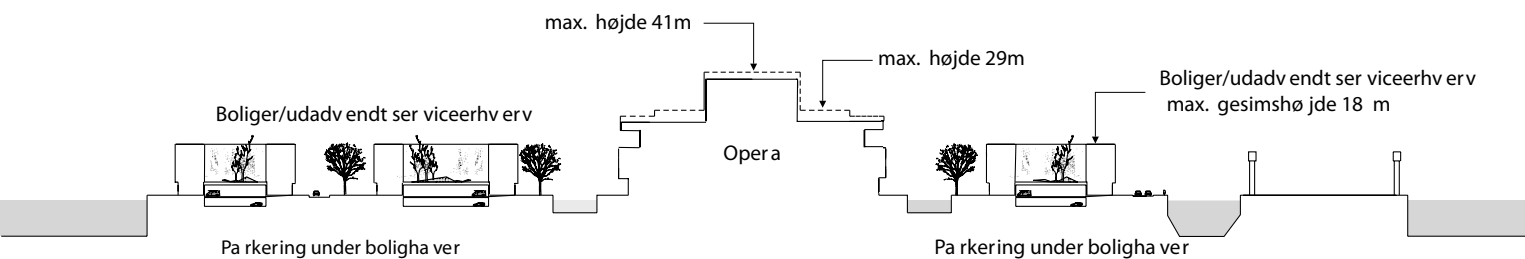 max. højde 41m
max. højde 29m
Boliger/udadvendt serviceerhverv
max. gesimshøjde 18 m
Boliger/udadvendt serviceerhverv
Opera
Parkering under bolighaver
Parkering under bolighaver